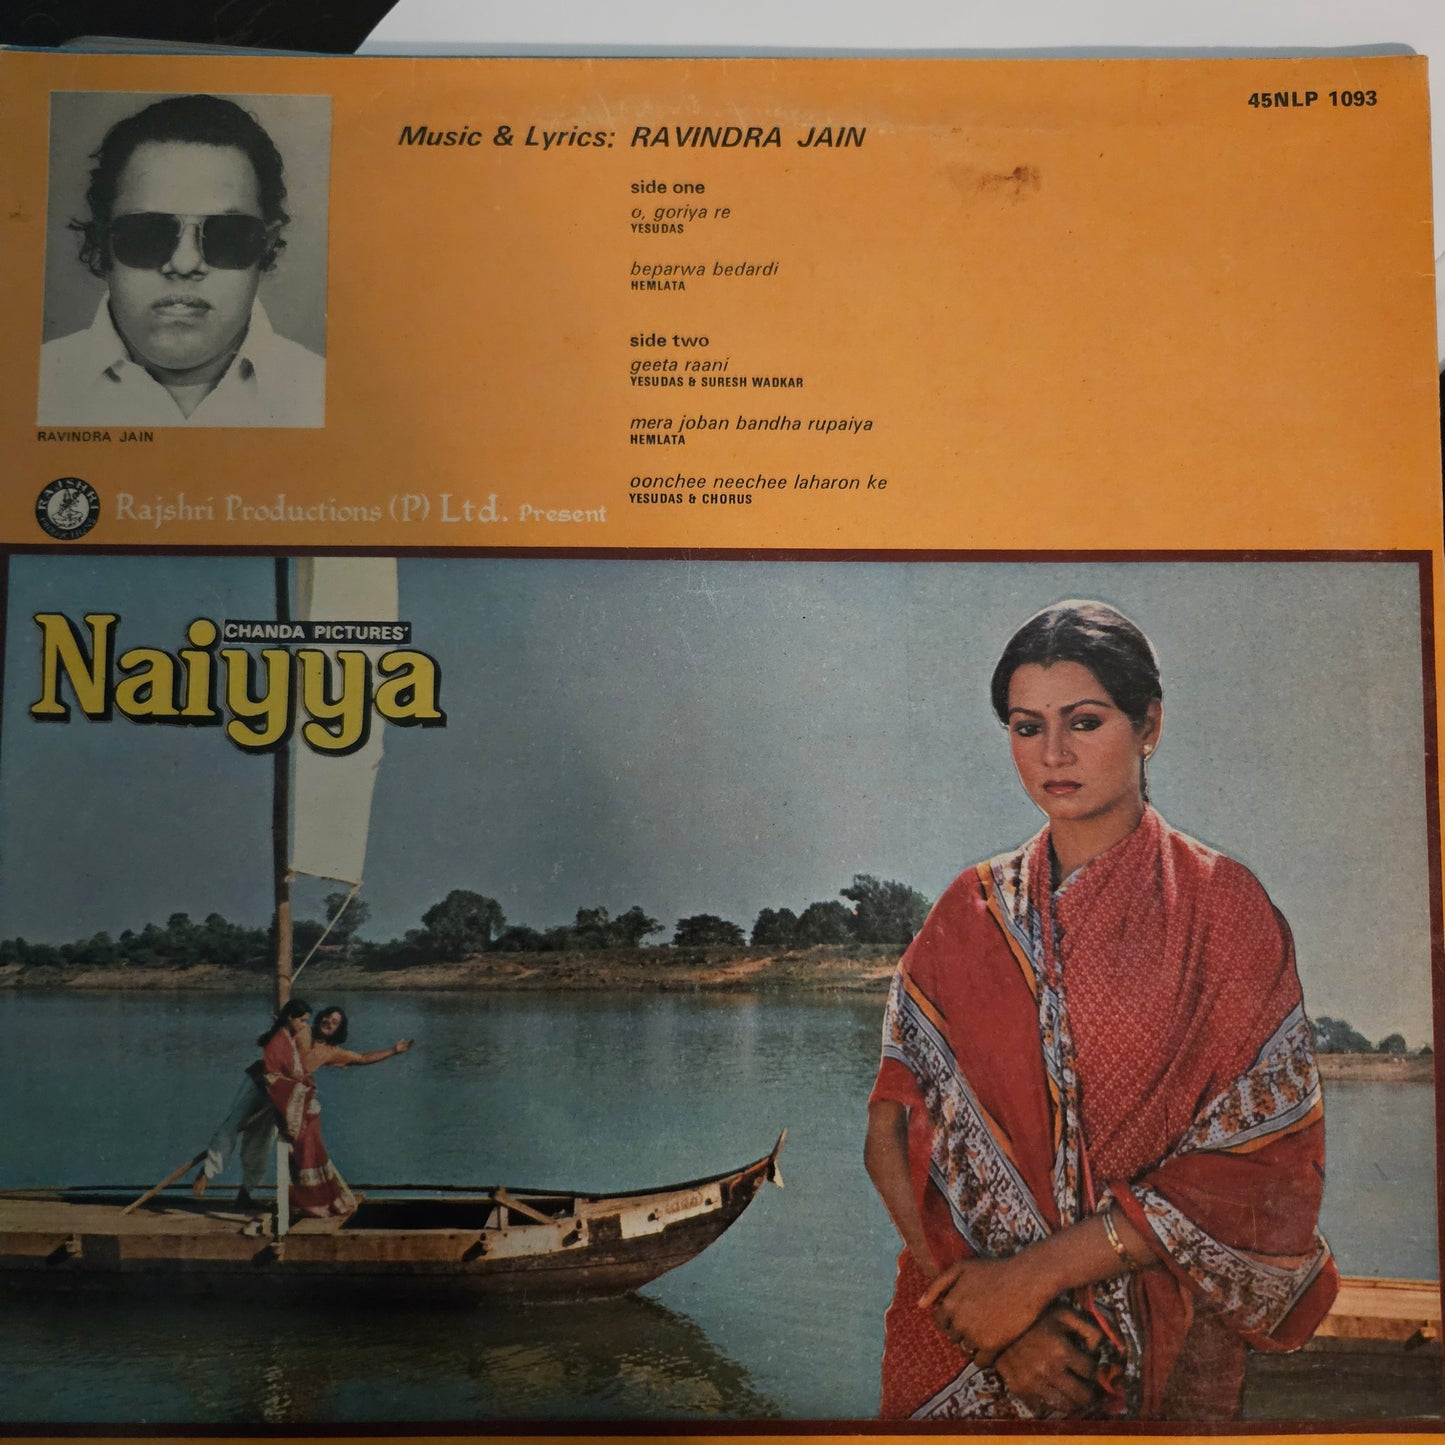 45NLP 1093
Music & Lyrics: RAVINDRA JAIN
side one
o, goriya re
YESUDAS
beparwa bedardi
HEMLATA
side two
geeta raani
YESUDAS & SURESH WADKAR
mera joban bandha rupaiya
HEMLATA
oonchee neechee laharon ke
YESUDAS & CHORUS
RAVINDRA JAIN
RAJSHRI
Rajshri Productions (P) Ltd. Present
CHANDA PICTURES'
Naiyya